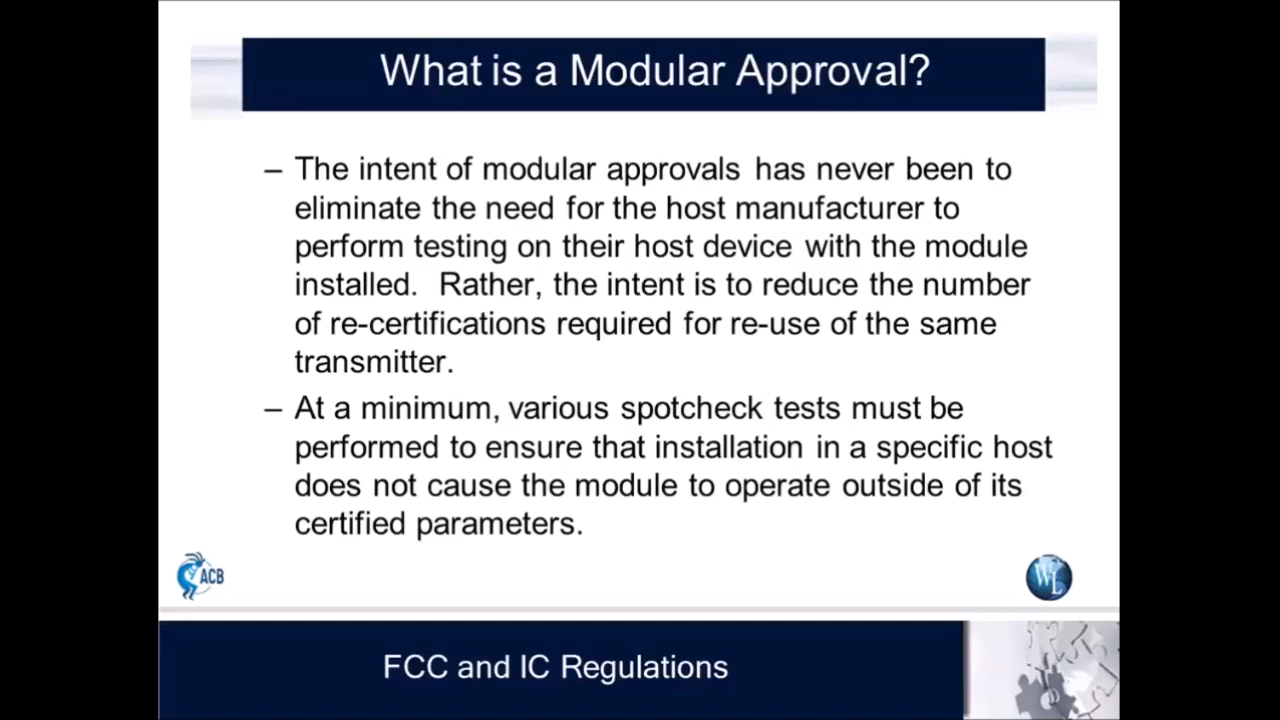 What is a Modular Approval?
– The intent of modular approvals has never been to
eliminate the need for the host manufacturer to
perform testing on their host device with the module
installed.  Rather, the intent is to reduce the number
of re-certifications required for re-use of the same
transmitter.
– At a minimum, various spotcheck tests must be
performed to ensure that installation in a specific host
does not cause the module to operate outside of its
certified parameters.
ACB
WL
FCC and IC Regulations